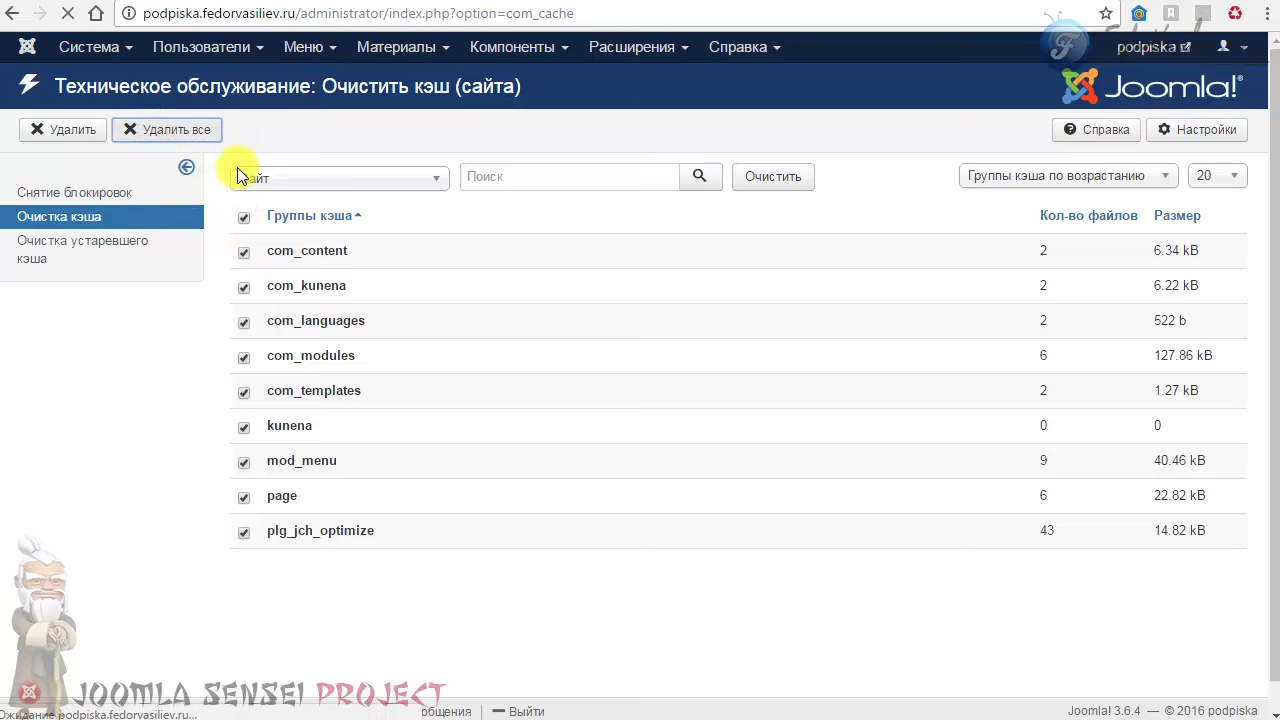 podpiska.fedorvasiliev.ru/administrator/index.php?option=com_cache
Система Пользователи Меню Материалы Компоненты Расширения Справка podpiska
Техническое обслуживание: Очистить кэш (сайта) Joomla!®
Удалить Удалить все Справка Настройки
Поиск Очистить Группы кэша по возрастанию 20
Снятие блокировок
Очистка кэша
Очистка устаревшего
кэша
Группы кэша Кол-во файлов Размер
com_content 2 6.34 kB
com_kunena 2 6.22 kB
com_languages 2 522 b
com_modules 6 127.86 kB
com_templates 2 1.27 kB
kunena 0 0
mod_menu 9 40.46 kB
page 6 22.82 kB
plg_jch_optimize 43 14.82 kB
JOOMLA SENSEI PROJECT
Ожидание podpiska.fedorvasiliev.ru... общения Выйти Joomla! 3.6.4 — © 2016 podpiska